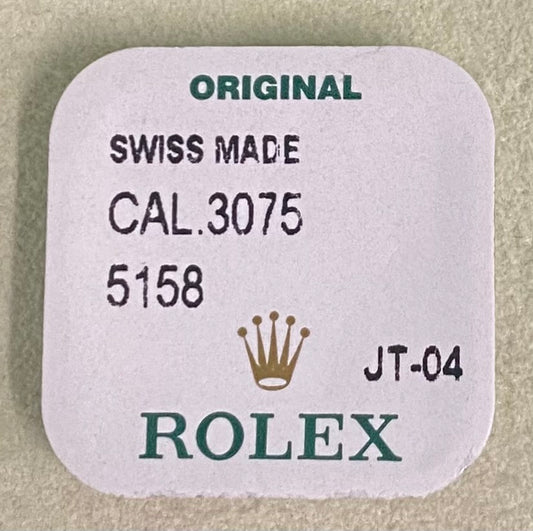 ORIGINAL
SWISS MADE
CAL.3075
5158
JT-04
ROLEX